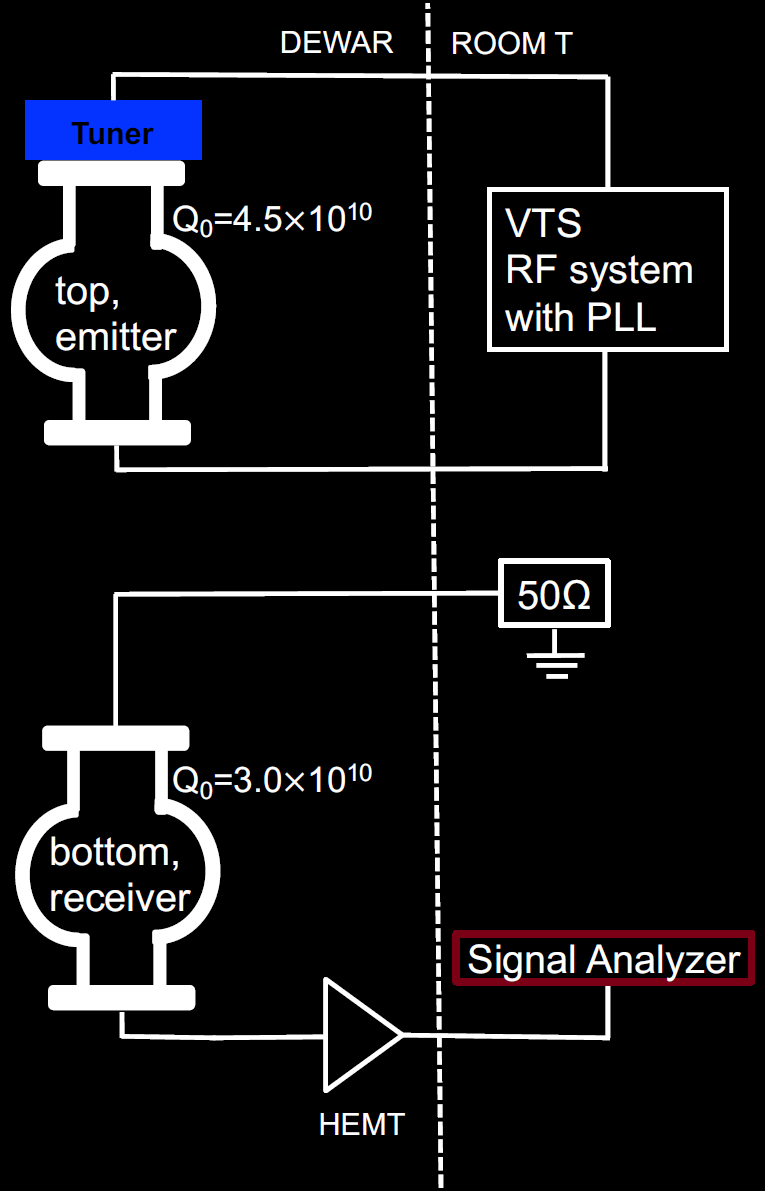 DEWAR
ROOM T
Tuner
Q₀=4.5×10¹⁰
VTS
RF system
with PLL
top,
emitter
50Ω
Q₀=3.0×10¹⁰
bottom,
receiver
Signal Analyzer
HEMT